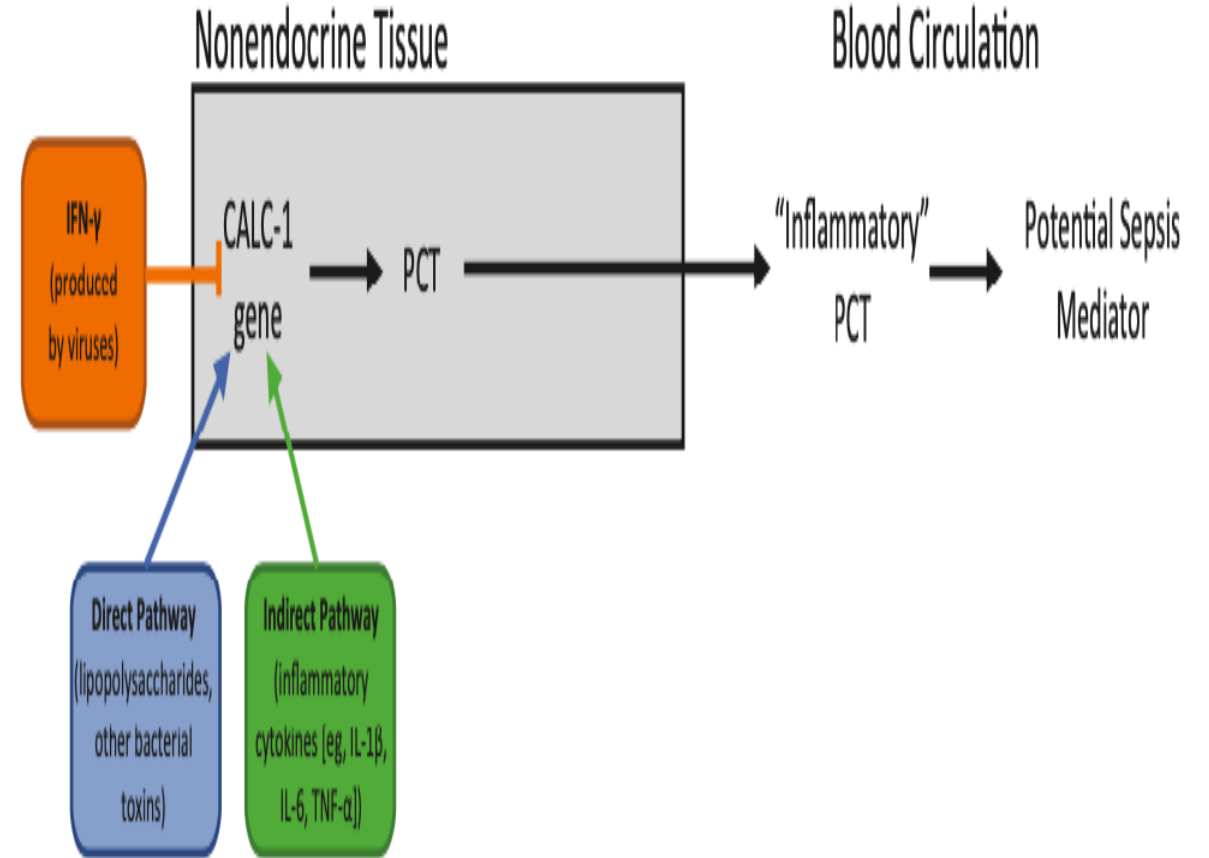 Nonendocrine Tissue
Blood Circulation
IFN-γ
(produced
by viruses)
CALC-1
gene
PCT
“Inflammatory”
PCT
Potential Sepsis
Mediator
Direct Pathway
(lipopolysaccharides,
other bacterial
toxins)
Indirect Pathway
(inflammatory
cytokines [eg, IL-1β,
IL-6, TNF-α])